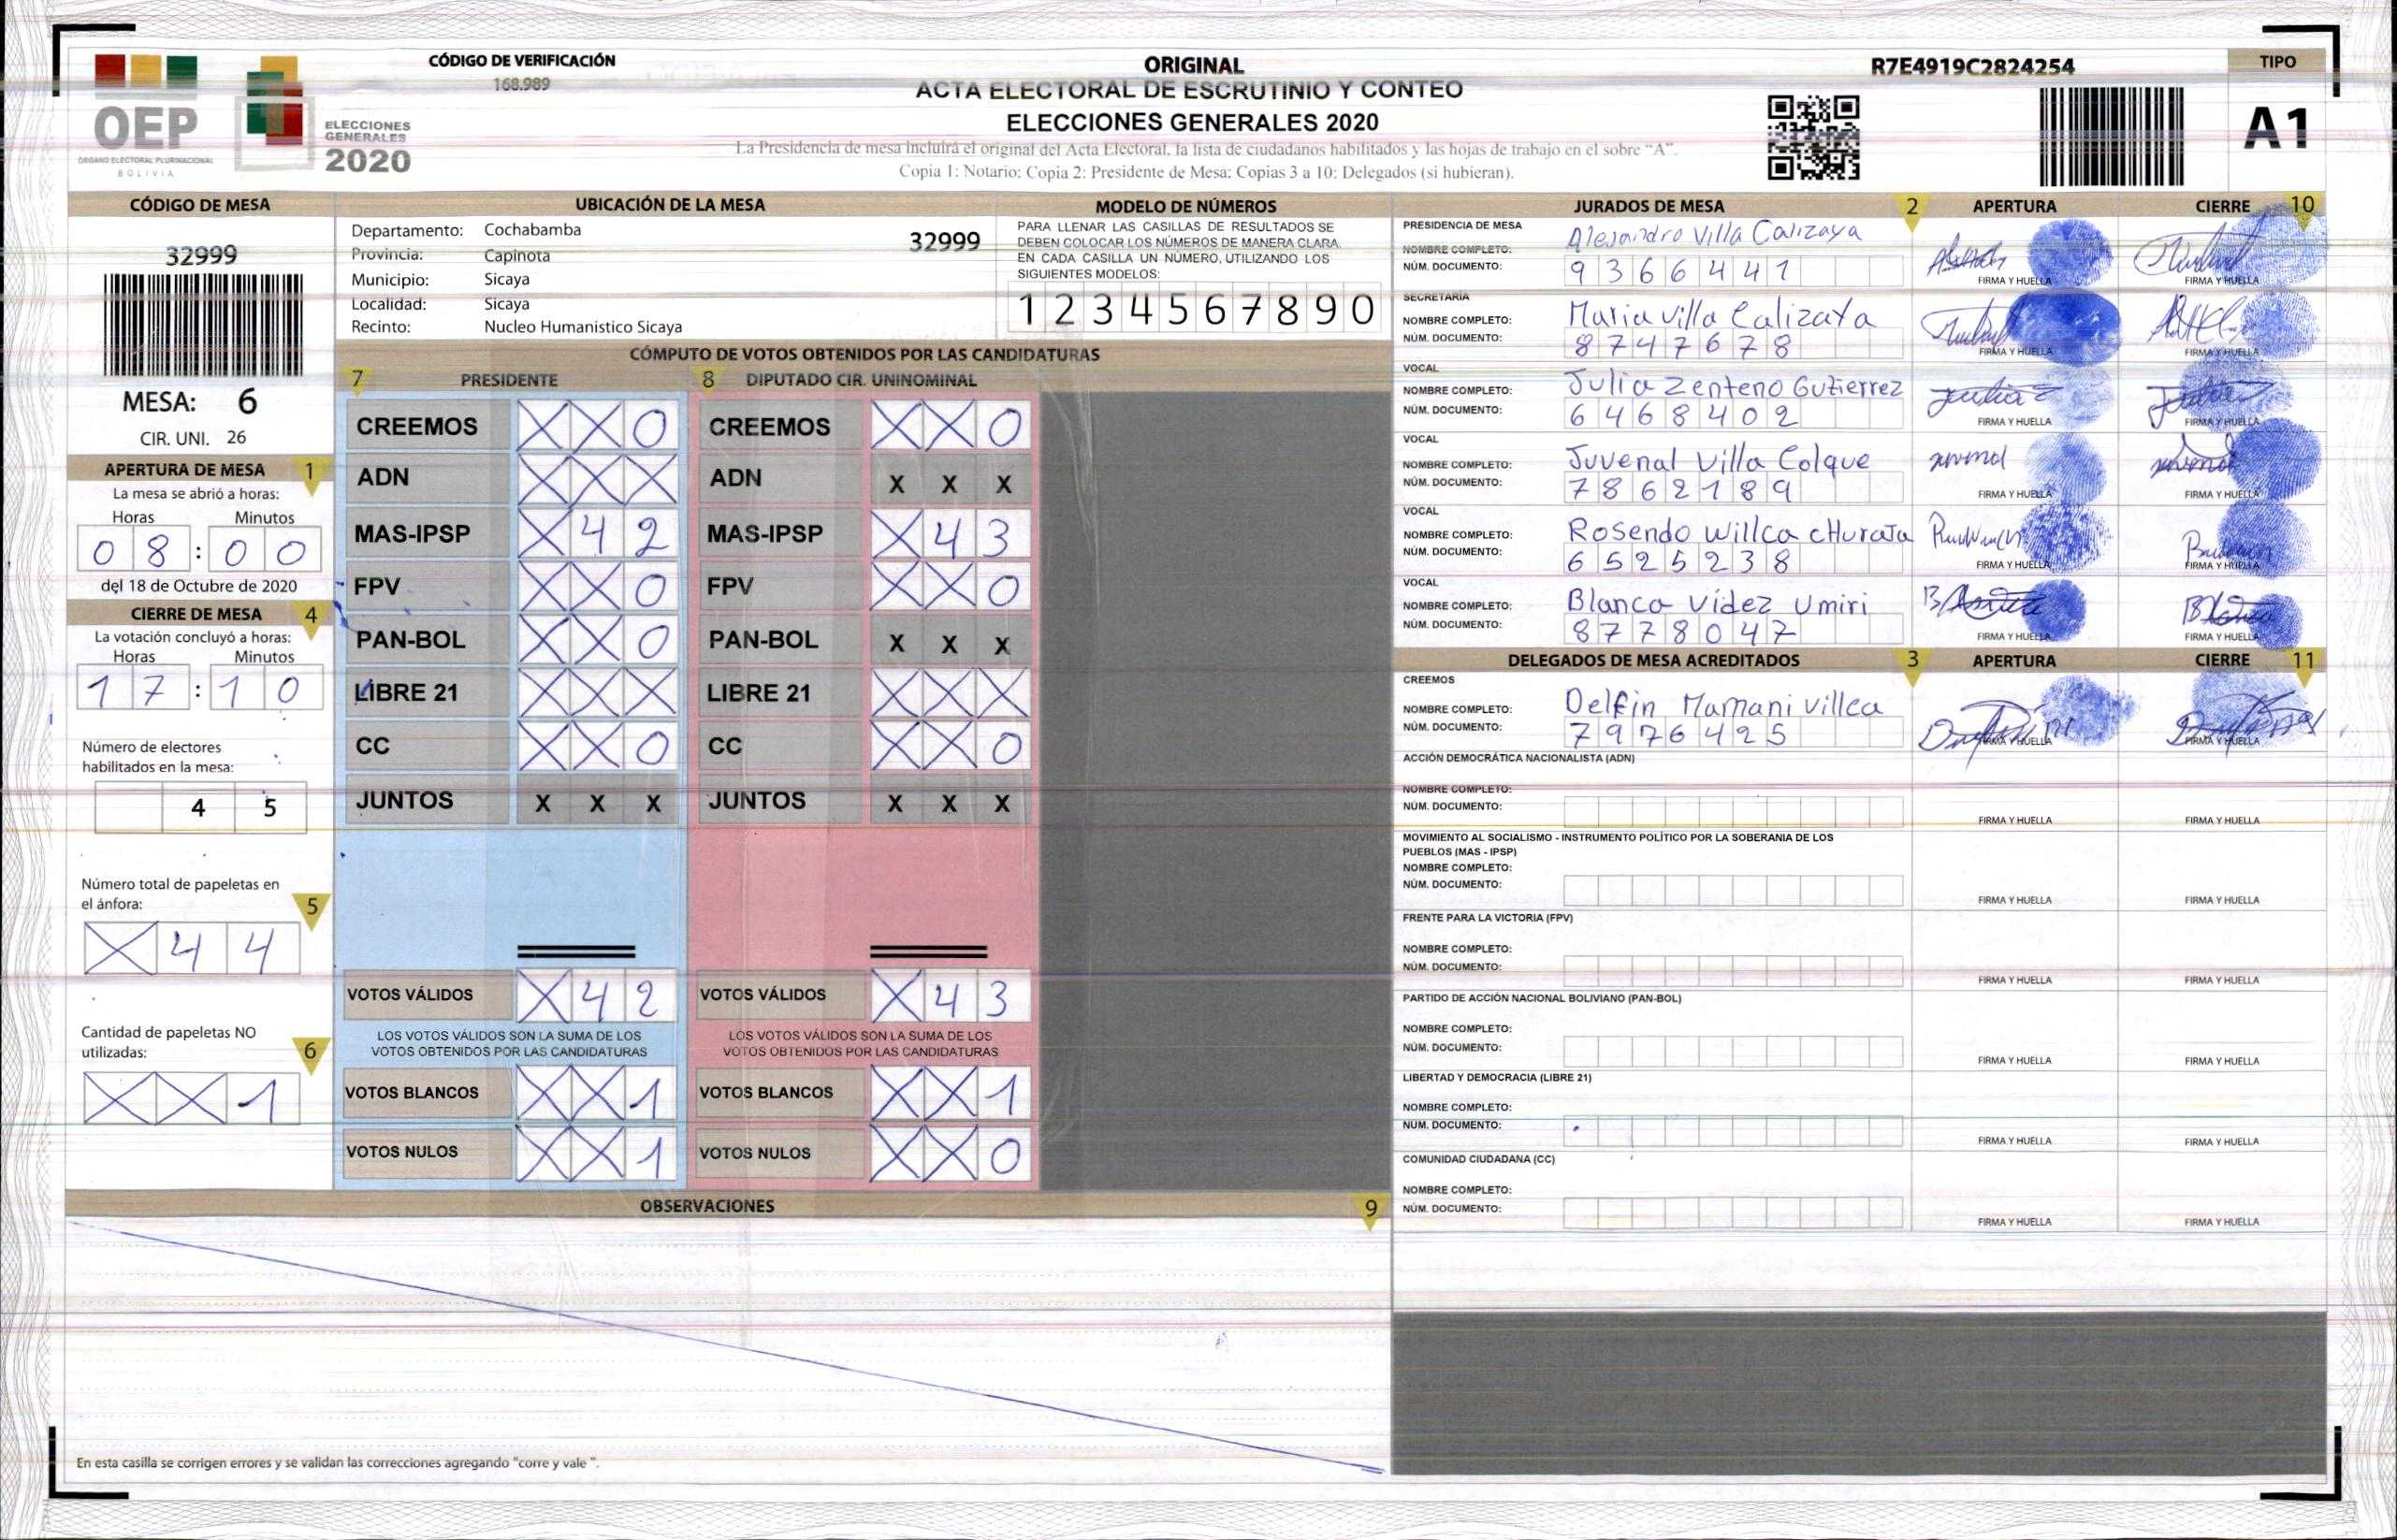 CÓDIGO DE VERIFICACIÓN
168.989
ORIGINAL
ACTA ELECTORAL DE ESCRUTINIO Y CONTEO
ELECCIONES GENERALES 2020
La Presidencia de mesa incluirá el original del Acta Electoral, la lista de ciudadanos habilitados y las hojas de trabajo en el sobre "A".
Copia 1: Notario; Copia 2: Presidente de Mesa; Copias 3 a 10: Delegados (si hubieran).
R7E4919C2824254
TIPO
A1
OEP
ÓRGANO ELECTORAL PLURINACIONAL
BOLIVIA
ELECCIONES
GENERALES
2020
CÓDIGO DE MESA
32999
MESA: 6
CIR. UNI. 26
APERTURA DE MESA 1
La mesa se abrió a horas:
Horas Minutos
0 8 : 0 0
del 18 de Octubre de 2020
CIERRE DE MESA 4
La votación concluyó a horas:
Horas Minutos
1 7 : 1 0
Número de electores
habilitados en la mesa:
4 5
Número total de papeletas en
el ánfora: 5
X 4 4
Cantidad de papeletas NO
utilizadas: 6
X X 1
UBICACIÓN DE LA MESA
Departamento: Cochabamba
32999
Provincia: Capinota
Municipio: Sicaya
Localidad: Sicaya
Recinto: Nucleo Humanistico Sicaya
MODELO DE NÚMEROS
PARA LLENAR LAS CASILLAS DE RESULTADOS SE
DEBEN COLOCAR LOS NÚMEROS DE MANERA CLARA.
EN CADA CASILLA UN NÚMERO, UTILIZANDO LOS
SIGUIENTES MODELOS:
1 2 3 4 5 6 7 8 9 0
CÓMPUTO DE VOTOS OBTENIDOS POR LAS CANDIDATURAS
7 PRESIDENTE
CREEMOS X X 0
ADN X X X
MAS-IPSP X 4 2
FPV X X 0
PAN-BOL X X 0
LIBRE 21 X X X
CC X X 0
JUNTOS X X X
VOTOS VÁLIDOS X 4 2
LOS VOTOS VÁLIDOS SON LA SUMA DE LOS
VOTOS OBTENIDOS POR LAS CANDIDATURAS
VOTOS BLANCOS X X 1
VOTOS NULOS X X 1
8 DIPUTADO CIR. UNINOMINAL
CREEMOS X X 0
ADN X X X
MAS-IPSP X 4 3
FPV X X 0
PAN-BOL X X X
LIBRE 21 X X X
CC X X 0
JUNTOS X X X
VOTOS VÁLIDOS X 4 3
LOS VOTOS VÁLIDOS SON LA SUMA DE LOS
VOTOS OBTENIDOS POR LAS CANDIDATURAS
VOTOS BLANCOS X X 1
VOTOS NULOS X X 0
OBSERVACIONES 9
En esta casilla se corrigen errores y se validan las correcciones agregando "corre y vale ".
JURADOS DE MESA 2 APERTURA CIERRE 10
PRESIDENCIA DE MESA
NOMBRE COMPLETO: Alejandro Villa Calizaya
NÚM. DOCUMENTO: 9366441
FIRMA Y HUELLA FIRMA Y HUELLA
SECRETARÍA
NOMBRE COMPLETO: Maria villa Calizaya
NÚM. DOCUMENTO: 8747678
FIRMA Y HUELLA FIRMA Y HUELLA
VOCAL
NOMBRE COMPLETO: Julia Zenteno Gutierrez
NÚM. DOCUMENTO: 6468402
FIRMA Y HUELLA FIRMA Y HUELLA
VOCAL
NOMBRE COMPLETO: Juvenal Villa Colque
NÚM. DOCUMENTO: 7862189
FIRMA Y HUELLA FIRMA Y HUELLA
VOCAL
NOMBRE COMPLETO: Rosendo Willca cHuraTa
NÚM. DOCUMENTO: 6525238
FIRMA Y HUELLA FIRMA Y HUELLA
VOCAL
NOMBRE COMPLETO: Blanca Videz Umiri
NÚM. DOCUMENTO: 8778047
FIRMA Y HUELLA FIRMA Y HUELLA
DELEGADOS DE MESA ACREDITADOS 3 APERTURA CIERRE 11
CREEMOS
NOMBRE COMPLETO: Delfin Mamani villca
NÚM. DOCUMENTO: 7976425
FIRMA Y HUELLA FIRMA Y HUELLA
ACCIÓN DEMOCRÁTICA NACIONALISTA (ADN)
NOMBRE COMPLETO:
NÚM. DOCUMENTO:
FIRMA Y HUELLA FIRMA Y HUELLA
MOVIMIENTO AL SOCIALISMO - INSTRUMENTO POLÍTICO POR LA SOBERANIA DE LOS
PUEBLOS (MAS - IPSP)
NOMBRE COMPLETO:
NÚM. DOCUMENTO:
FIRMA Y HUELLA FIRMA Y HUELLA
FRENTE PARA LA VICTORIA (FPV)
NOMBRE COMPLETO:
NÚM. DOCUMENTO:
FIRMA Y HUELLA FIRMA Y HUELLA
PARTIDO DE ACCIÓN NACIONAL BOLIVIANO (PAN-BOL)
NOMBRE COMPLETO:
NÚM. DOCUMENTO:
FIRMA Y HUELLA FIRMA Y HUELLA
LIBERTAD Y DEMOCRACIA (LIBRE 21)
NOMBRE COMPLETO:
NÚM. DOCUMENTO:
FIRMA Y HUELLA FIRMA Y HUELLA
COMUNIDAD CIUDADANA (CC)
NOMBRE COMPLETO:
NÚM. DOCUMENTO:
FIRMA Y HUELLA FIRMA Y HUELLA